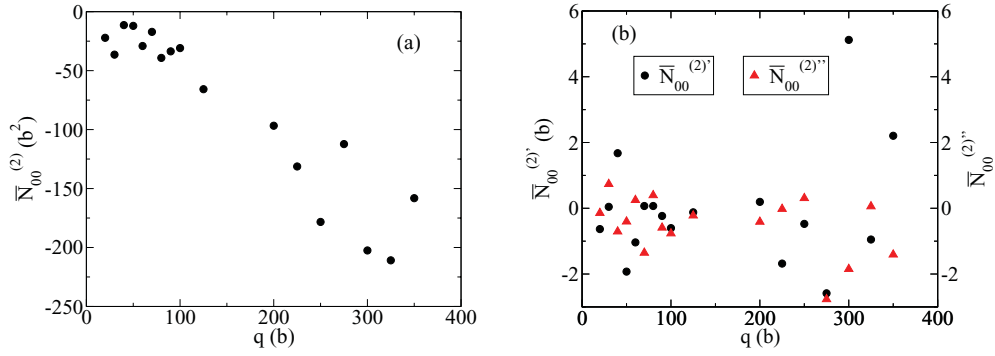 0
-50
-100
-150
-200
-250
0 100 200 300 400
q (b)
N̅₀₀⁽²⁾ (b²)
(a)
6
4
2
0
-2
0 100 200 300 400
q (b)
N̅₀₀⁽²⁾' (b)
(b)
N̅₀₀⁽²⁾' N̅₀₀⁽²⁾''
6
4
2
0
-2
N̅₀₀⁽²⁾''